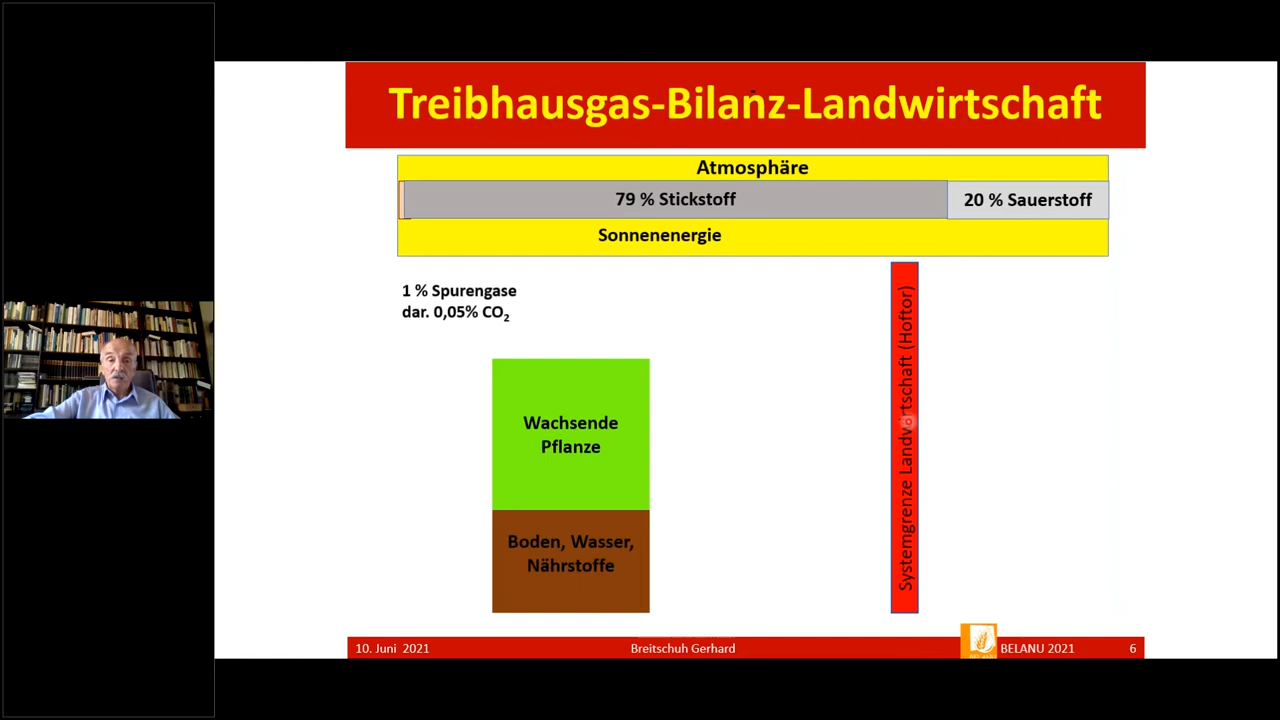 Treibhausgas-Bilanz-Landwirtschaft
Atmosphäre
79 % Stickstoff
20 % Sauerstoff
Sonnenenergie
1 % Spurengase
dar. 0,05% CO₂
Systemgrenze Landwirtschaft (Hoftor)
Wachsende
Pflanze
Boden, Wasser,
Nährstoffe
10. Juni 2021
Breitschuh Gerhard
BELANU 2021
6